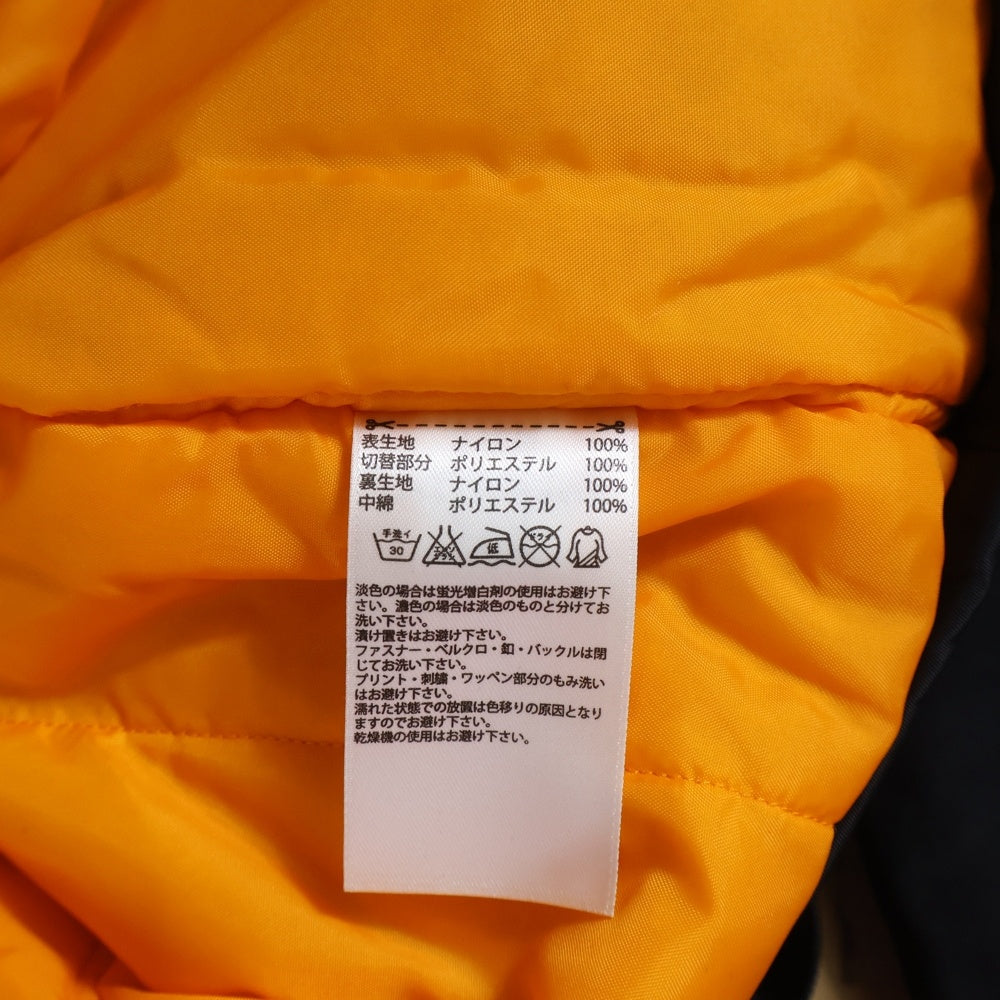 表生地 ナイロン 100%
切替部分 ポリエステル 100%
裏生地 ナイロン 100%
中綿 ポリエステル 100%
手洗イ 30 エンソサラシ 低 ドライ
淡色の場合は蛍光増白剤の使用はお避け下
さい。濃色の場合は淡色のものと分けてお
洗い下さい。
漬け置きはお避け下さい。
ファスナー・ベルクロ・釦・バックルは閉
じてお洗い下さい。
プリント・刺繍・ワッペン部分のもみ洗い
はお避け下さい。
濡れた状態での放置は色移りの原因となり
ますのでお避け下さい。
乾燥機の使用はお避け下さい。